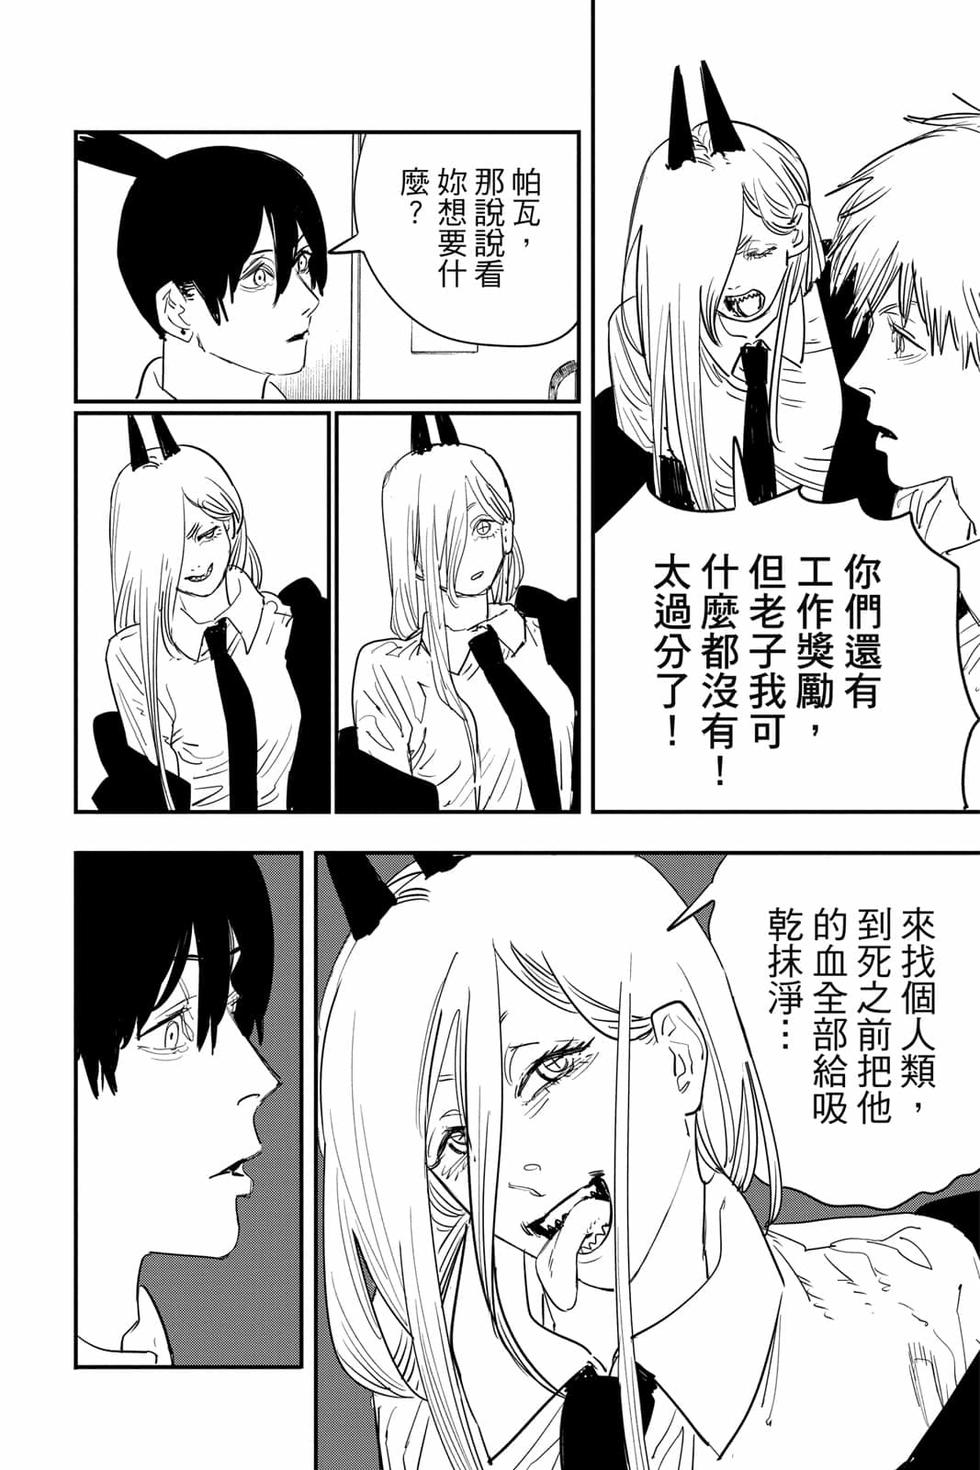 你們還有
工作獎勵，
但老子我可
什麼都沒有！
太過分了！
帕瓦，
那說說看
妳想要什
麼？
來找個人類，
到死之前把他
的血全部給吸
乾抹淨…